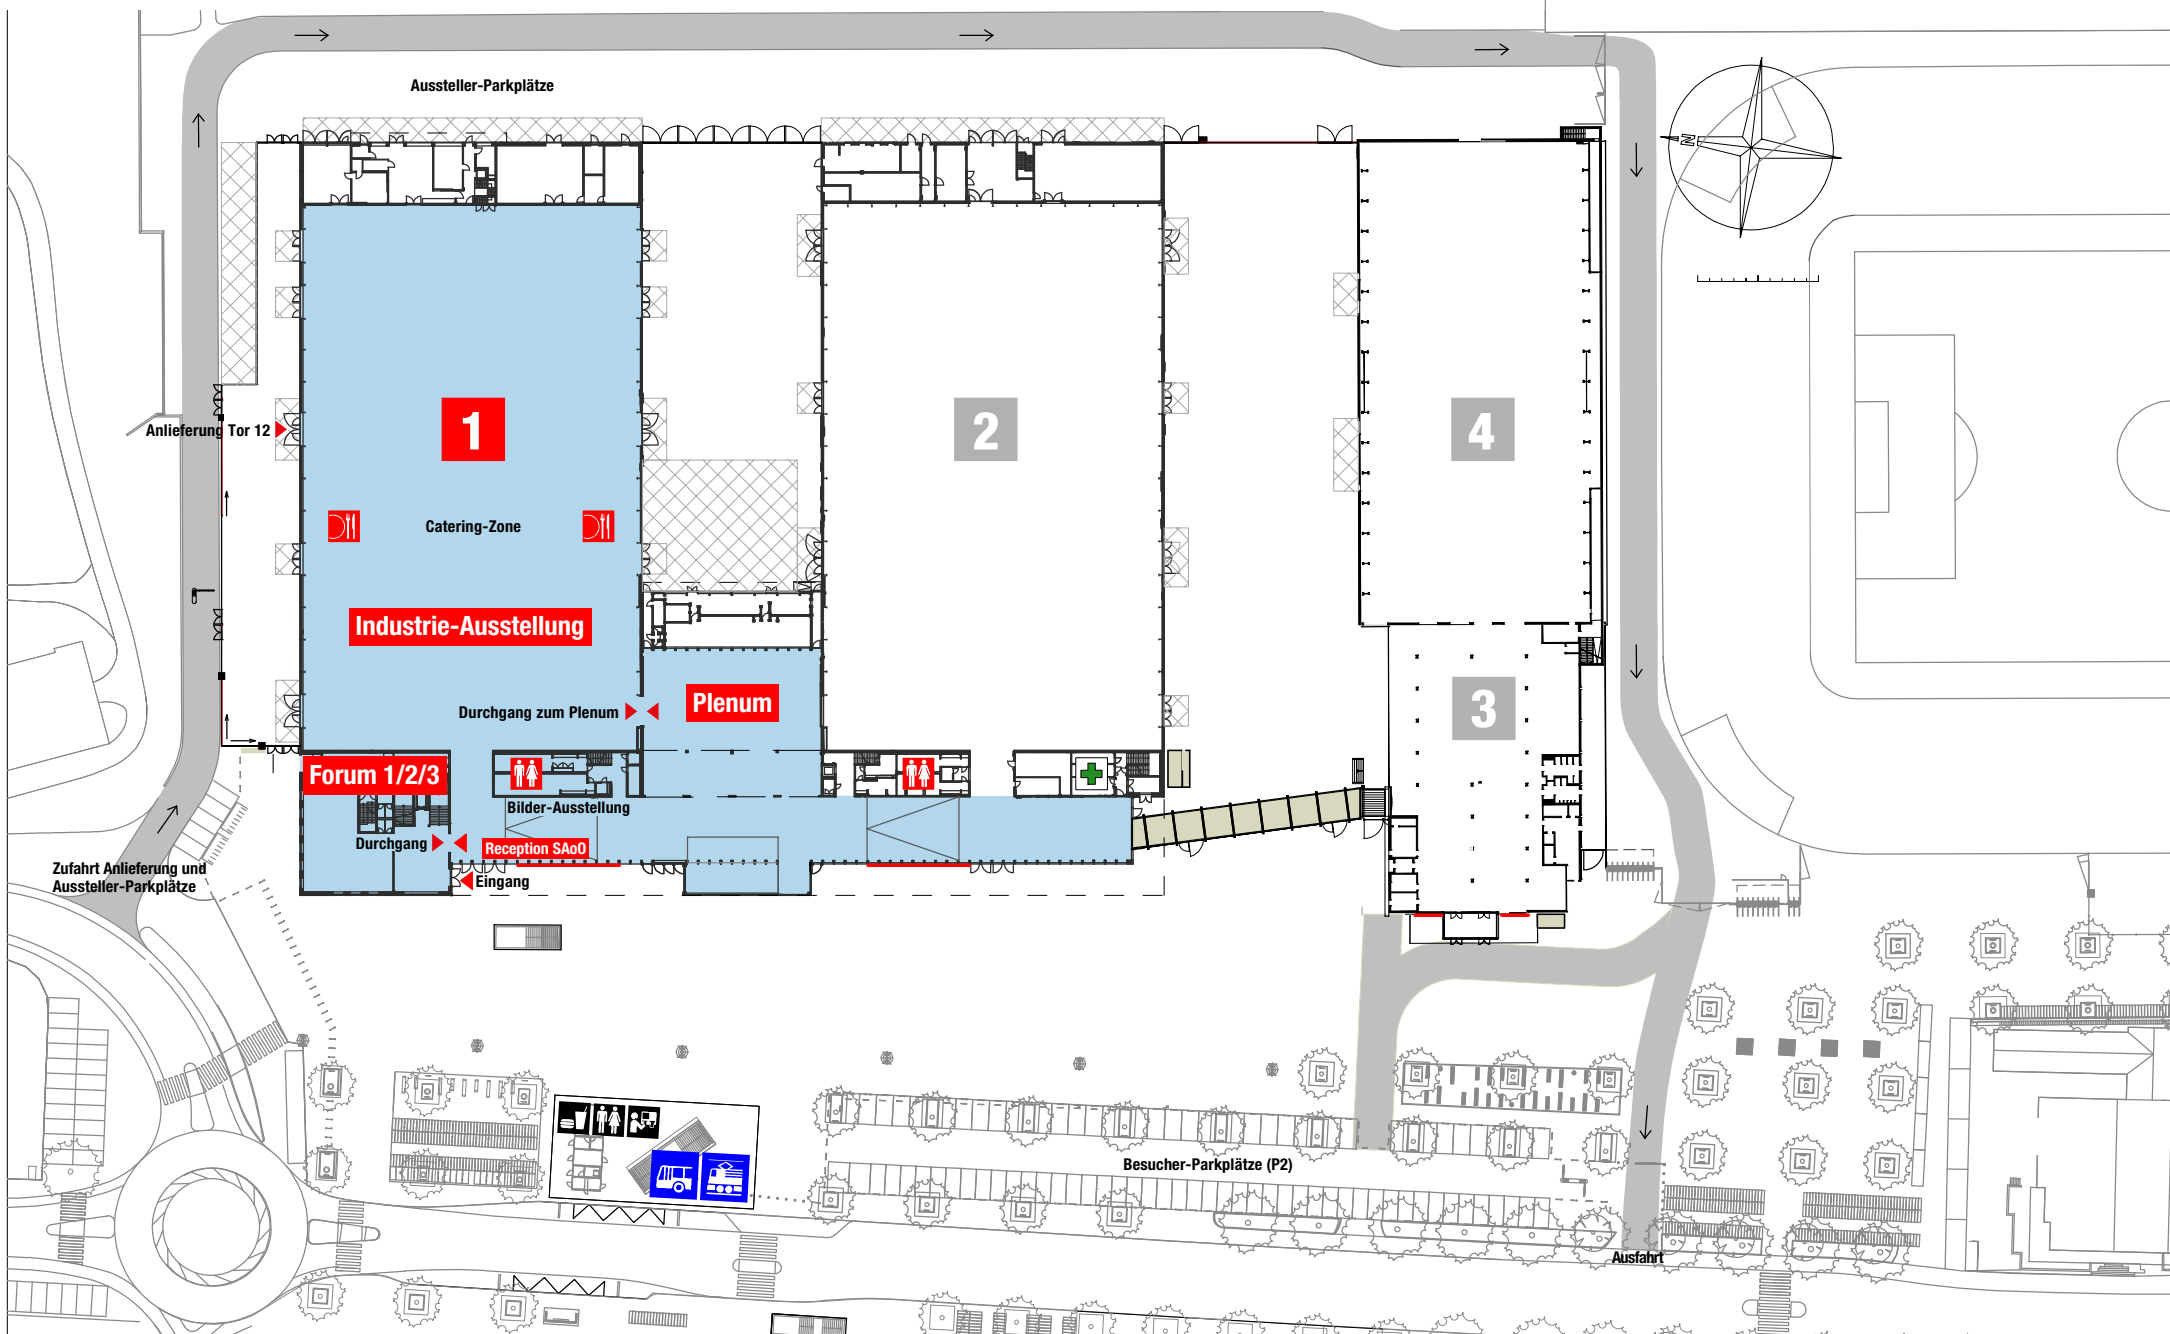 Aussteller-Parkplätze
N
1
2
4
Anlieferung Tor 12
Catering-Zone
Industrie-Ausstellung
Plenum
3
Durchgang zum Plenum
Forum 1/2/3
Bilder-Ausstellung
Durchgang
Reception SAoO
Zufahrt Anlieferung und
Aussteller-Parkplätze
Eingang
Besucher-Parkplätze (P2)
Ausfahrt